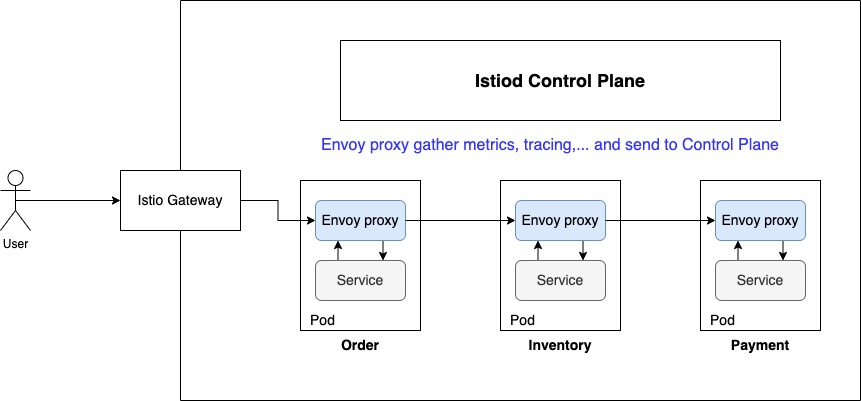 Istiod Control Plane
Envoy proxy gather metrics, tracing,... and send to Control Plane
User
Istio Gateway
Envoy proxy
Service
Pod
Order
Envoy proxy
Service
Pod
Inventory
Envoy proxy
Service
Pod
Payment